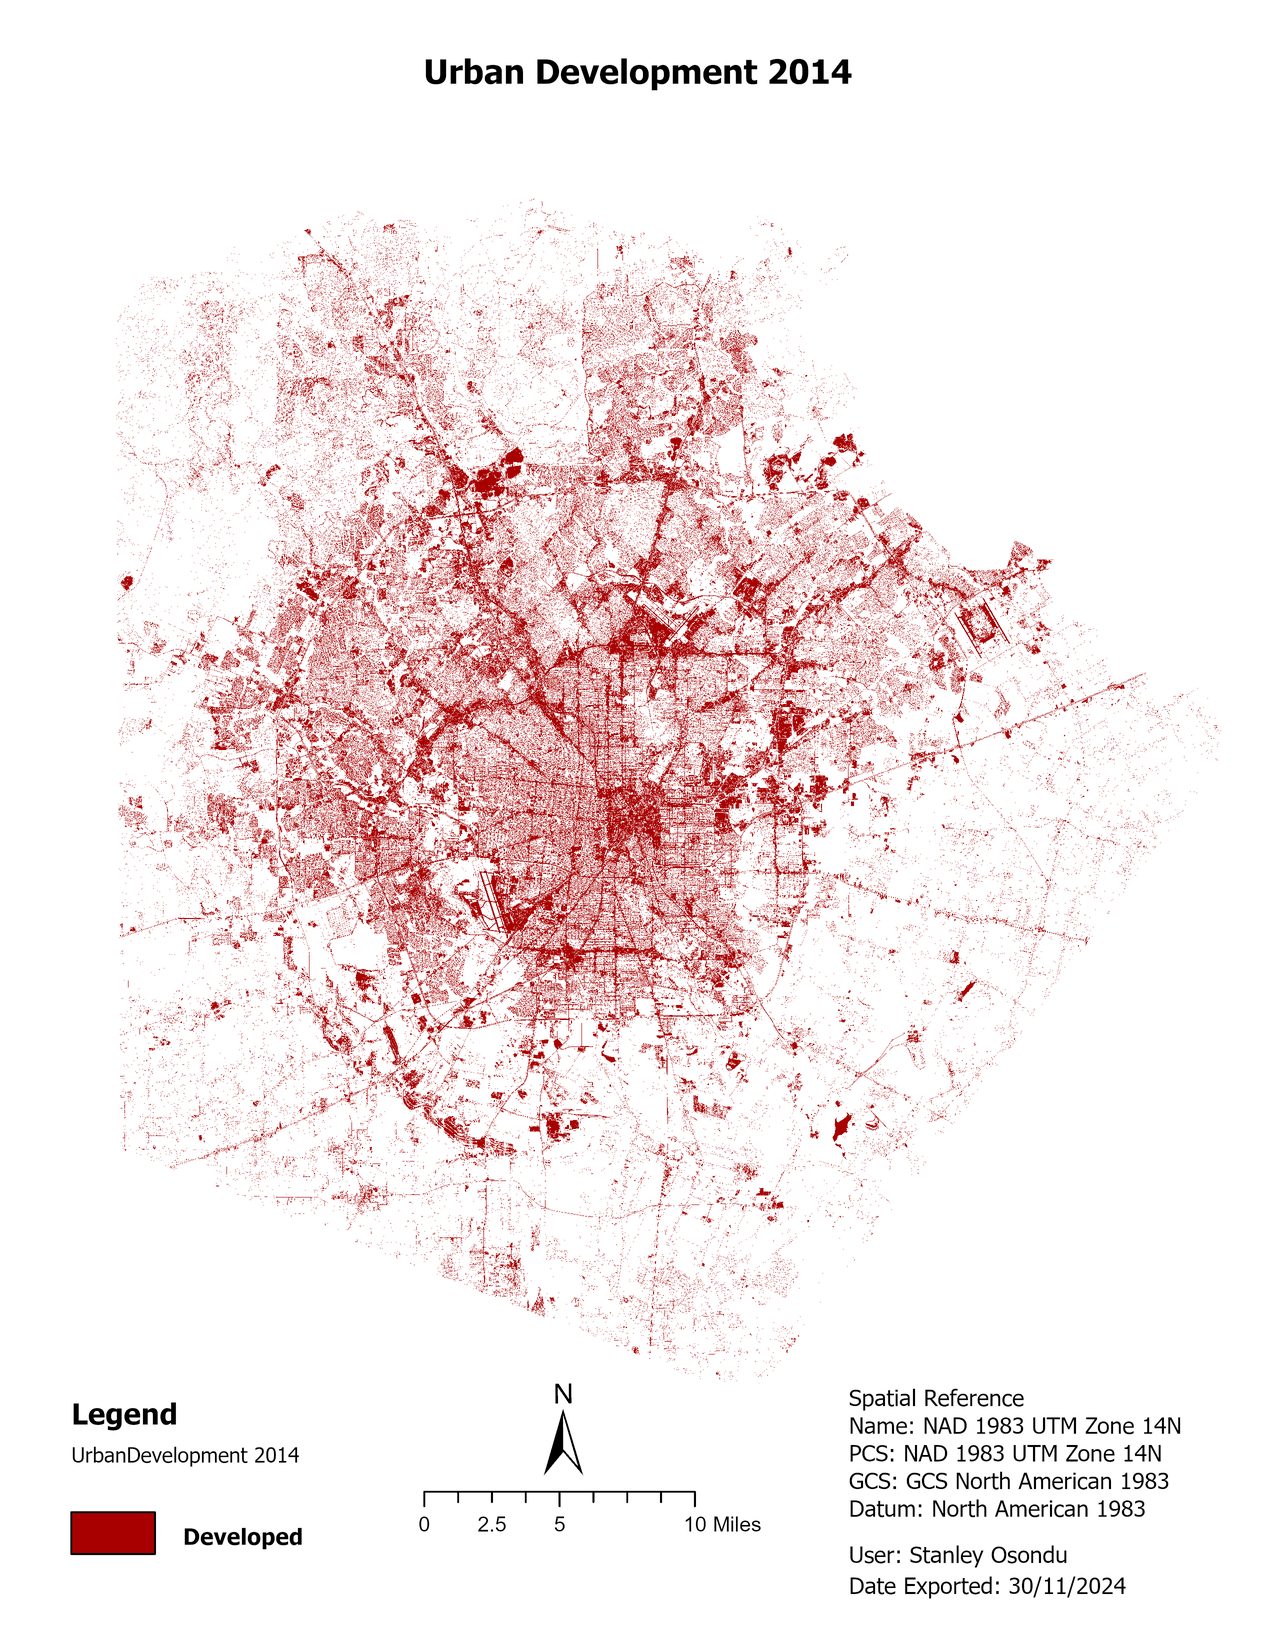 Urban Development 2014
Legend
UrbanDevelopment 2014
Developed
N
0 2.5 5 10 Miles
Spatial Reference
Name: NAD 1983 UTM Zone 14N
PCS: NAD 1983 UTM Zone 14N
GCS: GCS North American 1983
Datum: North American 1983
User: Stanley Osondu
Date Exported: 30/11/2024